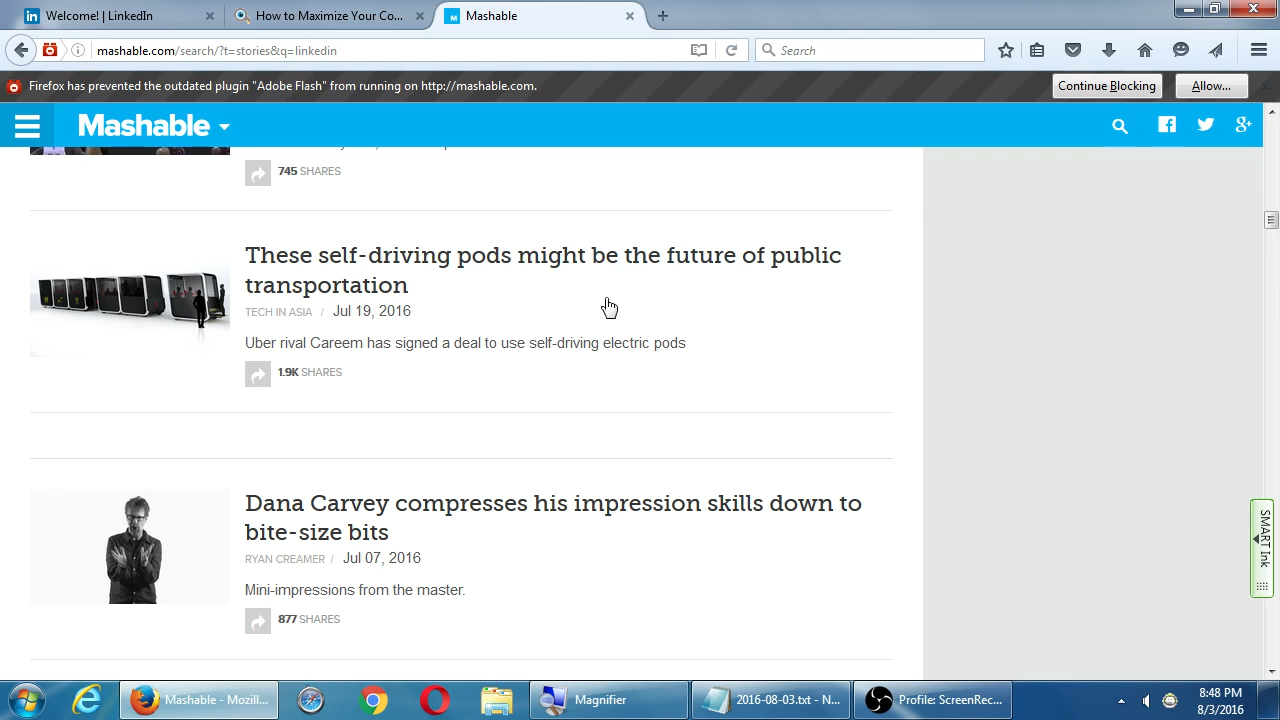 Welcome! | LinkedIn
How to Maximize Your Co...
Mashable
mashable.com/search/?t=stories&q=linkedin
Search
Firefox has prevented the outdated plugin "Adobe Flash" from running on http://mashable.com.
Continue Blocking
Allow...
Mashable
745 SHARES
These self-driving pods might be the future of public
transportation
TECH IN ASIA / Jul 19, 2016
Uber rival Careem has signed a deal to use self-driving electric pods
1.9K SHARES
Dana Carvey compresses his impression skills down to
bite-size bits
RYAN CREAMER / Jul 07, 2016
Mini-impressions from the master.
877 SHARES
SMART Ink
Mashable - Mozill...
Magnifier
2016-08-03.txt - N...
Profile: ScreenRec...
8:48 PM
8/3/2016